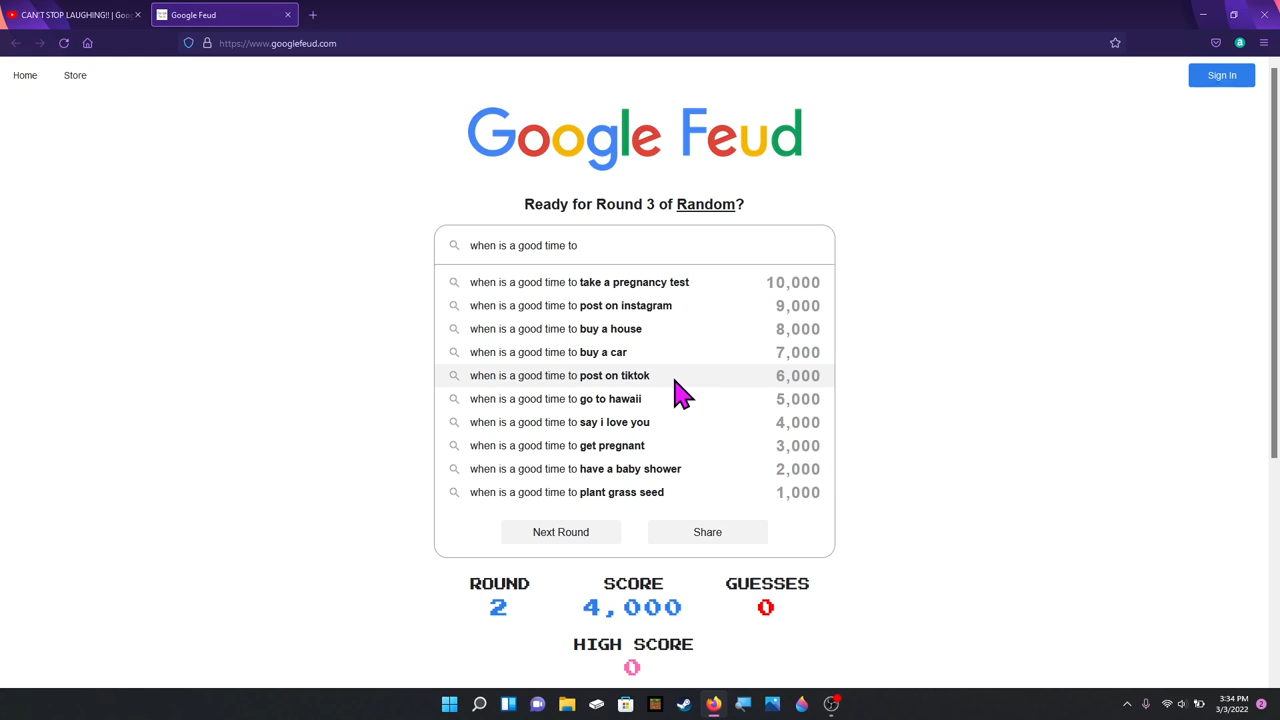 CAN'T STOP LAUGHING!! | Goo
Google Feud
https://www.googlefeud.com
Home
Store
Sign In
Google Feud
Ready for Round 3 of Random?
when is a good time to
when is a good time to take a pregnancy test 10,000
when is a good time to post on instagram 9,000
when is a good time to buy a house 8,000
when is a good time to buy a car 7,000
when is a good time to post on tiktok 6,000
when is a good time to go to hawaii 5,000
when is a good time to say i love you 4,000
when is a good time to get pregnant 3,000
when is a good time to have a baby shower 2,000
when is a good time to plant grass seed 1,000
Next Round
Share
ROUND
SCORE
GUESSES
2
4,000
0
HIGH SCORE
0
3:34 PM
3/3/2022
2